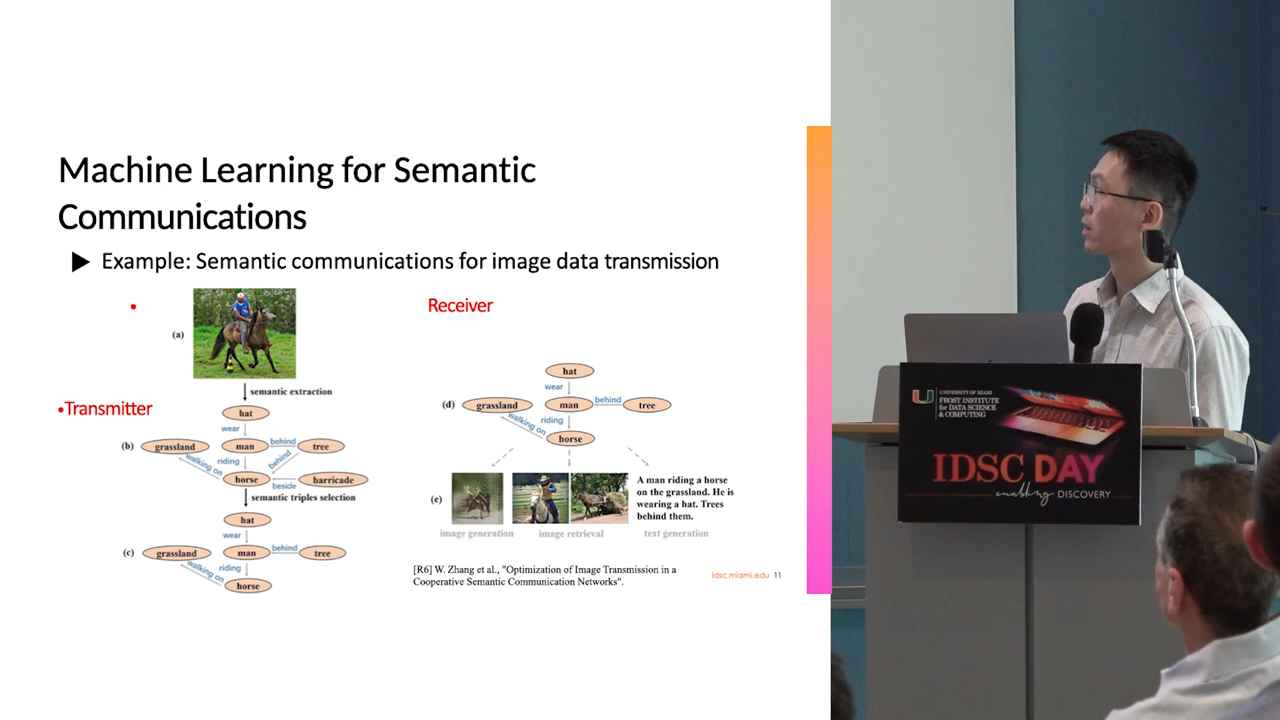 Machine Learning for Semantic
Communications
▶ Example: Semantic communications for image data transmission
•
(a)
semantic extraction
•Transmitter
hat
wear
(b)
grassland
man
behind
tree
walking on
riding
behind
horse
beside
barricade
semantic triples selection
hat
wear
(c)
grassland
man
behind
tree
walking on
riding
horse
Receiver
hat
wear
(d)
grassland
man
behind
tree
walking on
riding
horse
(e)
A man riding a horse
on the grassland. He is
wearing a hat. Trees
behind them.
image generation
image retrieval
text generation
[R6] W. Zhang et al., "Optimization of Image Transmission in a
Cooperative Semantic Communication Networks".
idsc.miami.edu 11
UNIVERSITY OF MIAMI
FROST INSTITUTE
for DATA SCIENCE
& COMPUTING
IDSC DAY
enabling DISCOVERY